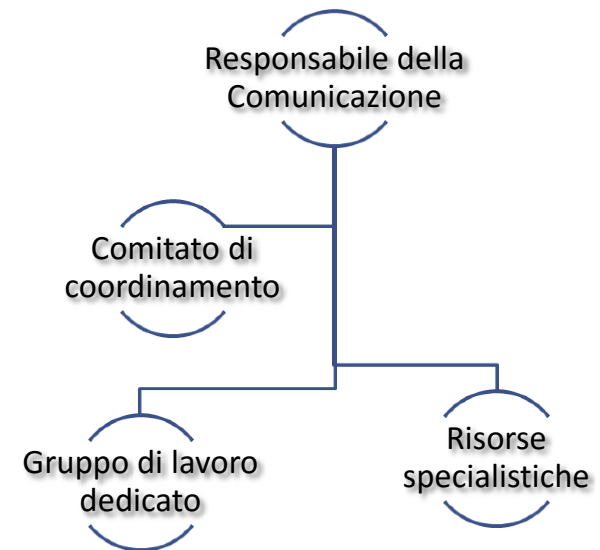 Responsabile della
Comunicazione
Comitato di
coordinamento
Gruppo di lavoro
dedicato
Risorse
specialistiche